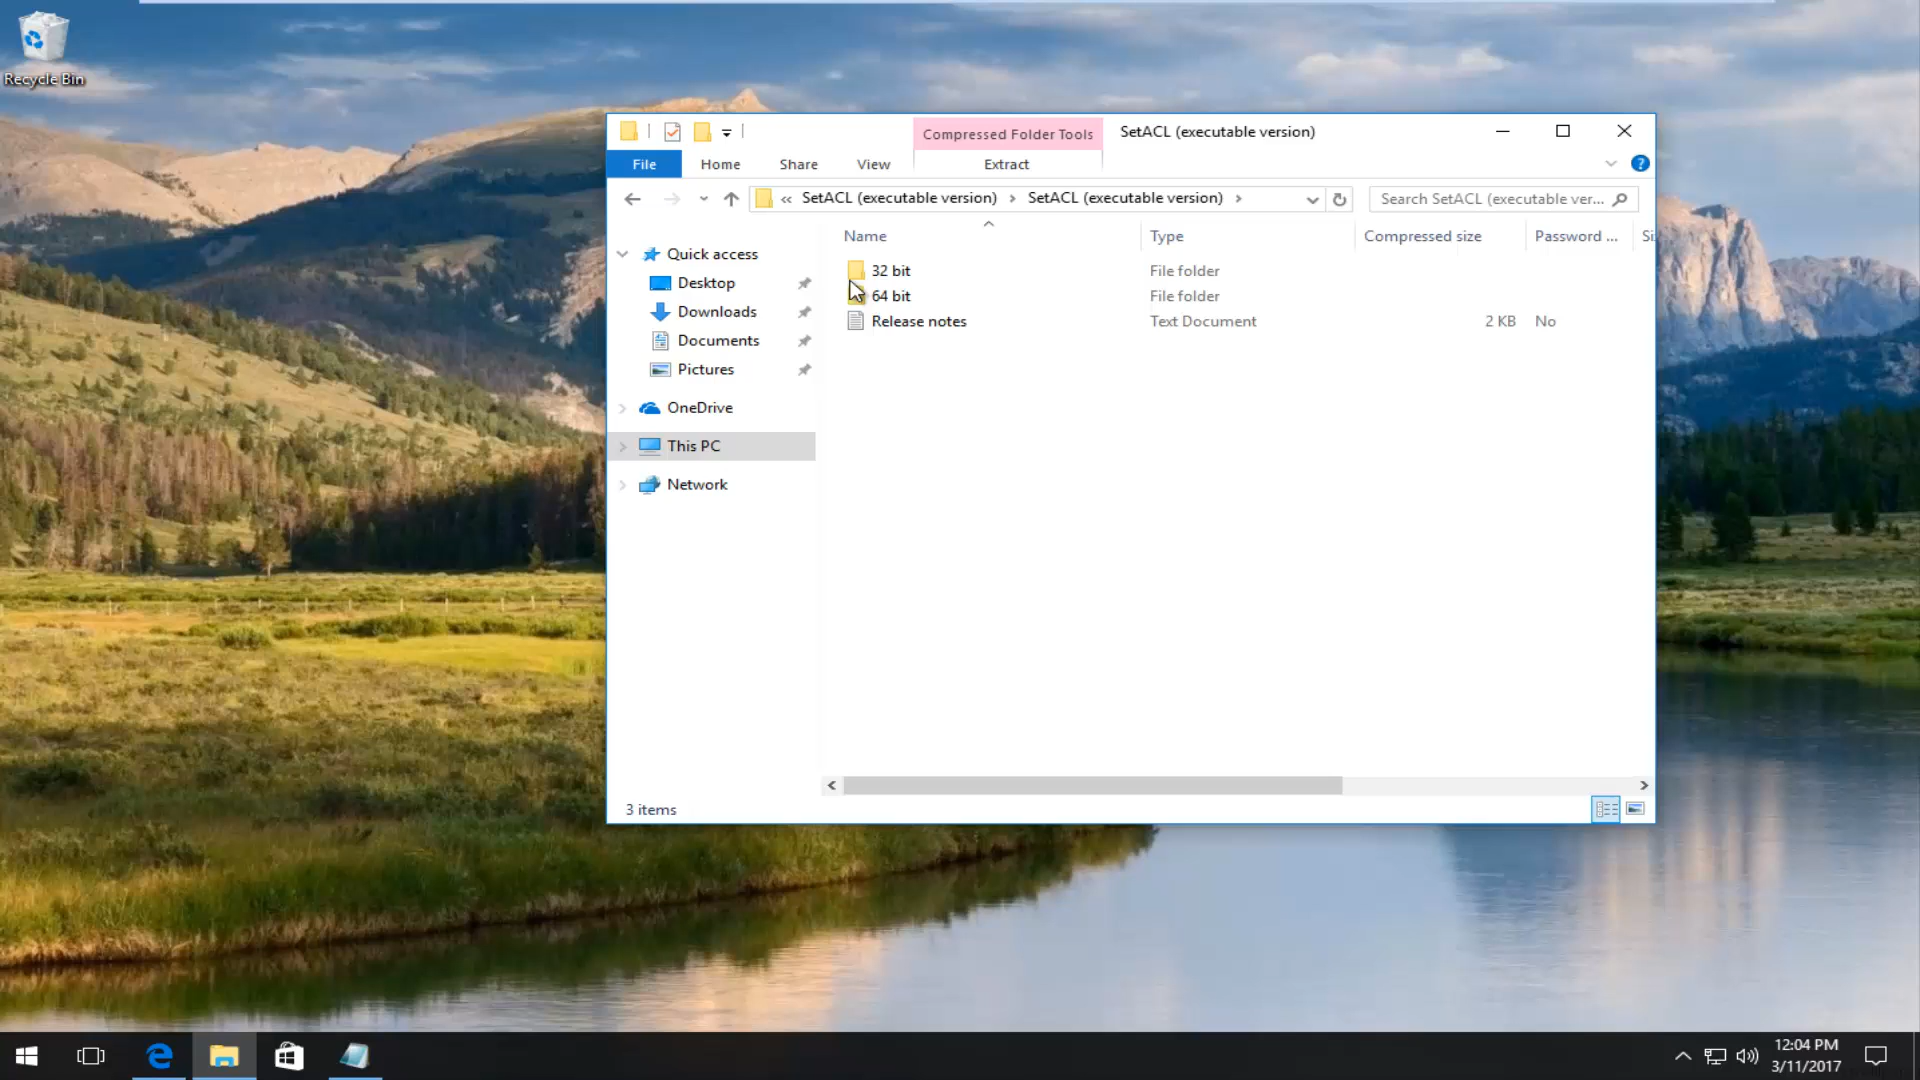 Recycle Bin
Compressed Folder Tools
SetACL (executable version)
File
Home
Share
View
Extract
« SetACL (executable version) > SetACL (executable version) >
Search SetACL (executable ver...
Name
Type
Compressed size
Password ...
Si
Quick access
Desktop
Downloads
Documents
Pictures
OneDrive
This PC
Network
32 bit File folder
64 bit File folder
Release notes Text Document 2 KB No
3 items
12:04 PM
3/11/2017